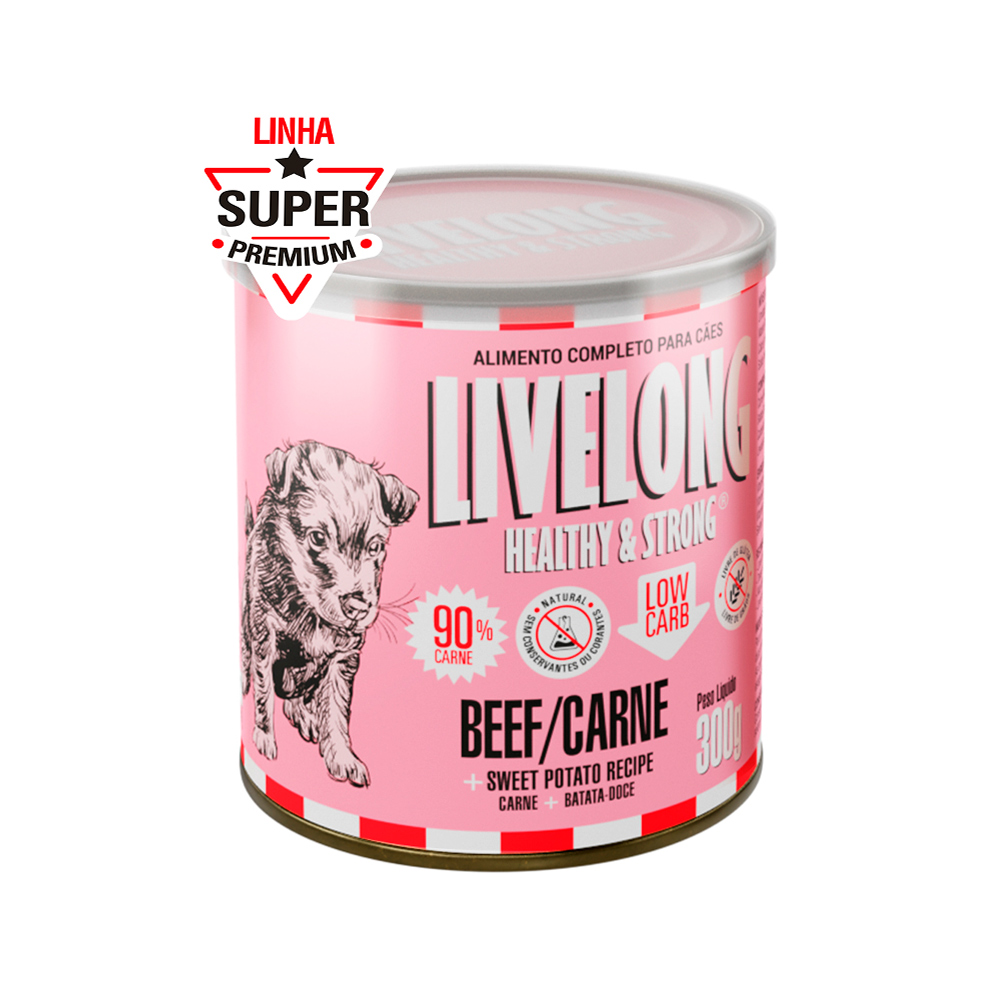 LINHA
SUPER
PREMIUM
LIVELONG
HEALTHY & STRONG
ALIMENTO COMPLETO PARA CÃES
LIVELONG
HEALTHY & STRONG®
90%
CARNE
NATURAL
SEM CONSERVANTES OU CORANTES
LOW
CARB
BEEF/CARNE
+ SWEET POTATO RECIPE
CARNE + BATATA-DOCE
Peso Líquido
300g